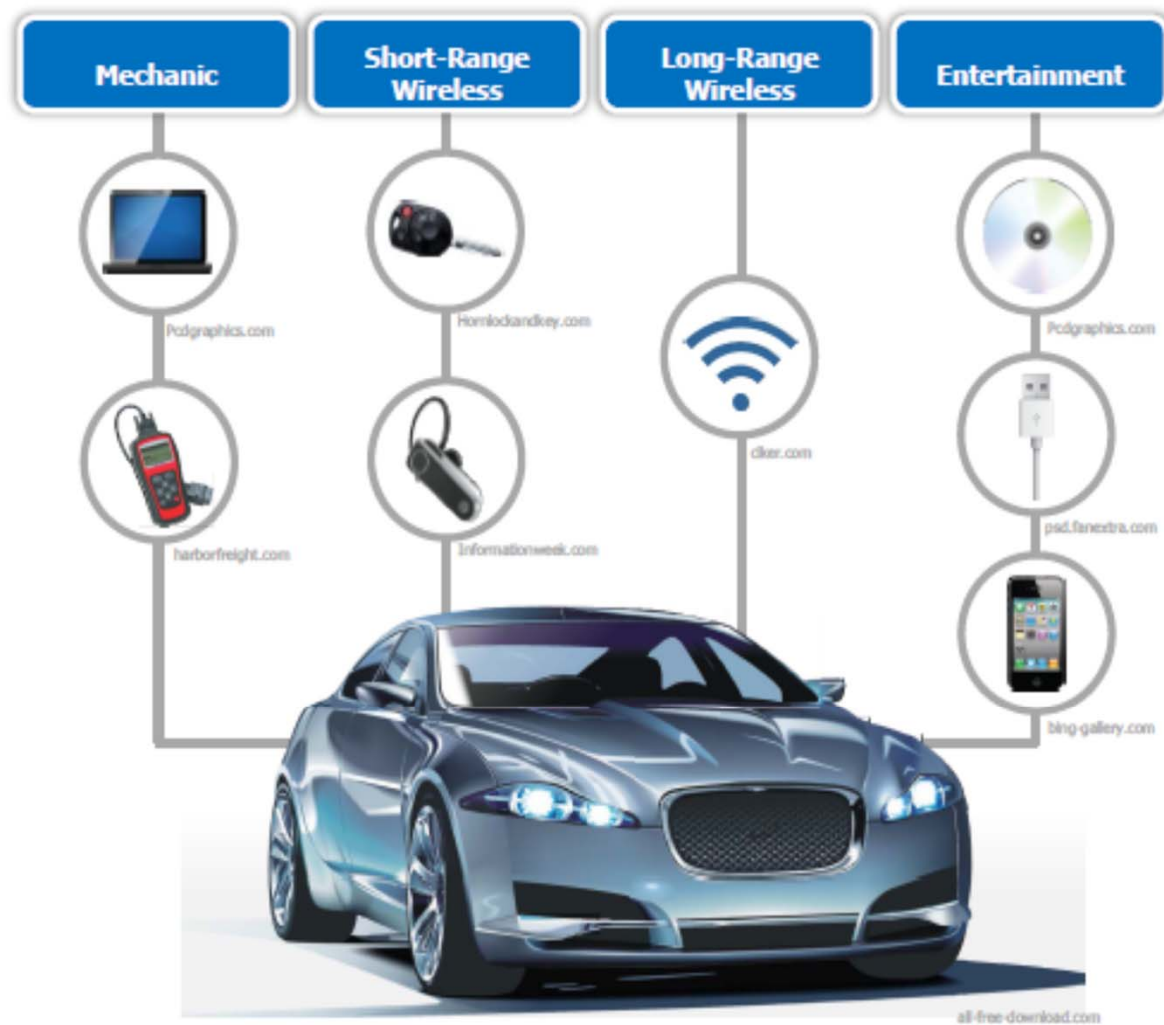 Mechanic
Short-Range
Wireless
Long-Range
Wireless
Entertainment
Pcdgraphics.com
Hornlockandkey.com
Pcdgraphics.com
clker.com
harborfreight.com
Informationweek.com
psd.fanextra.com
bing-gallery.com
all-free-download.com